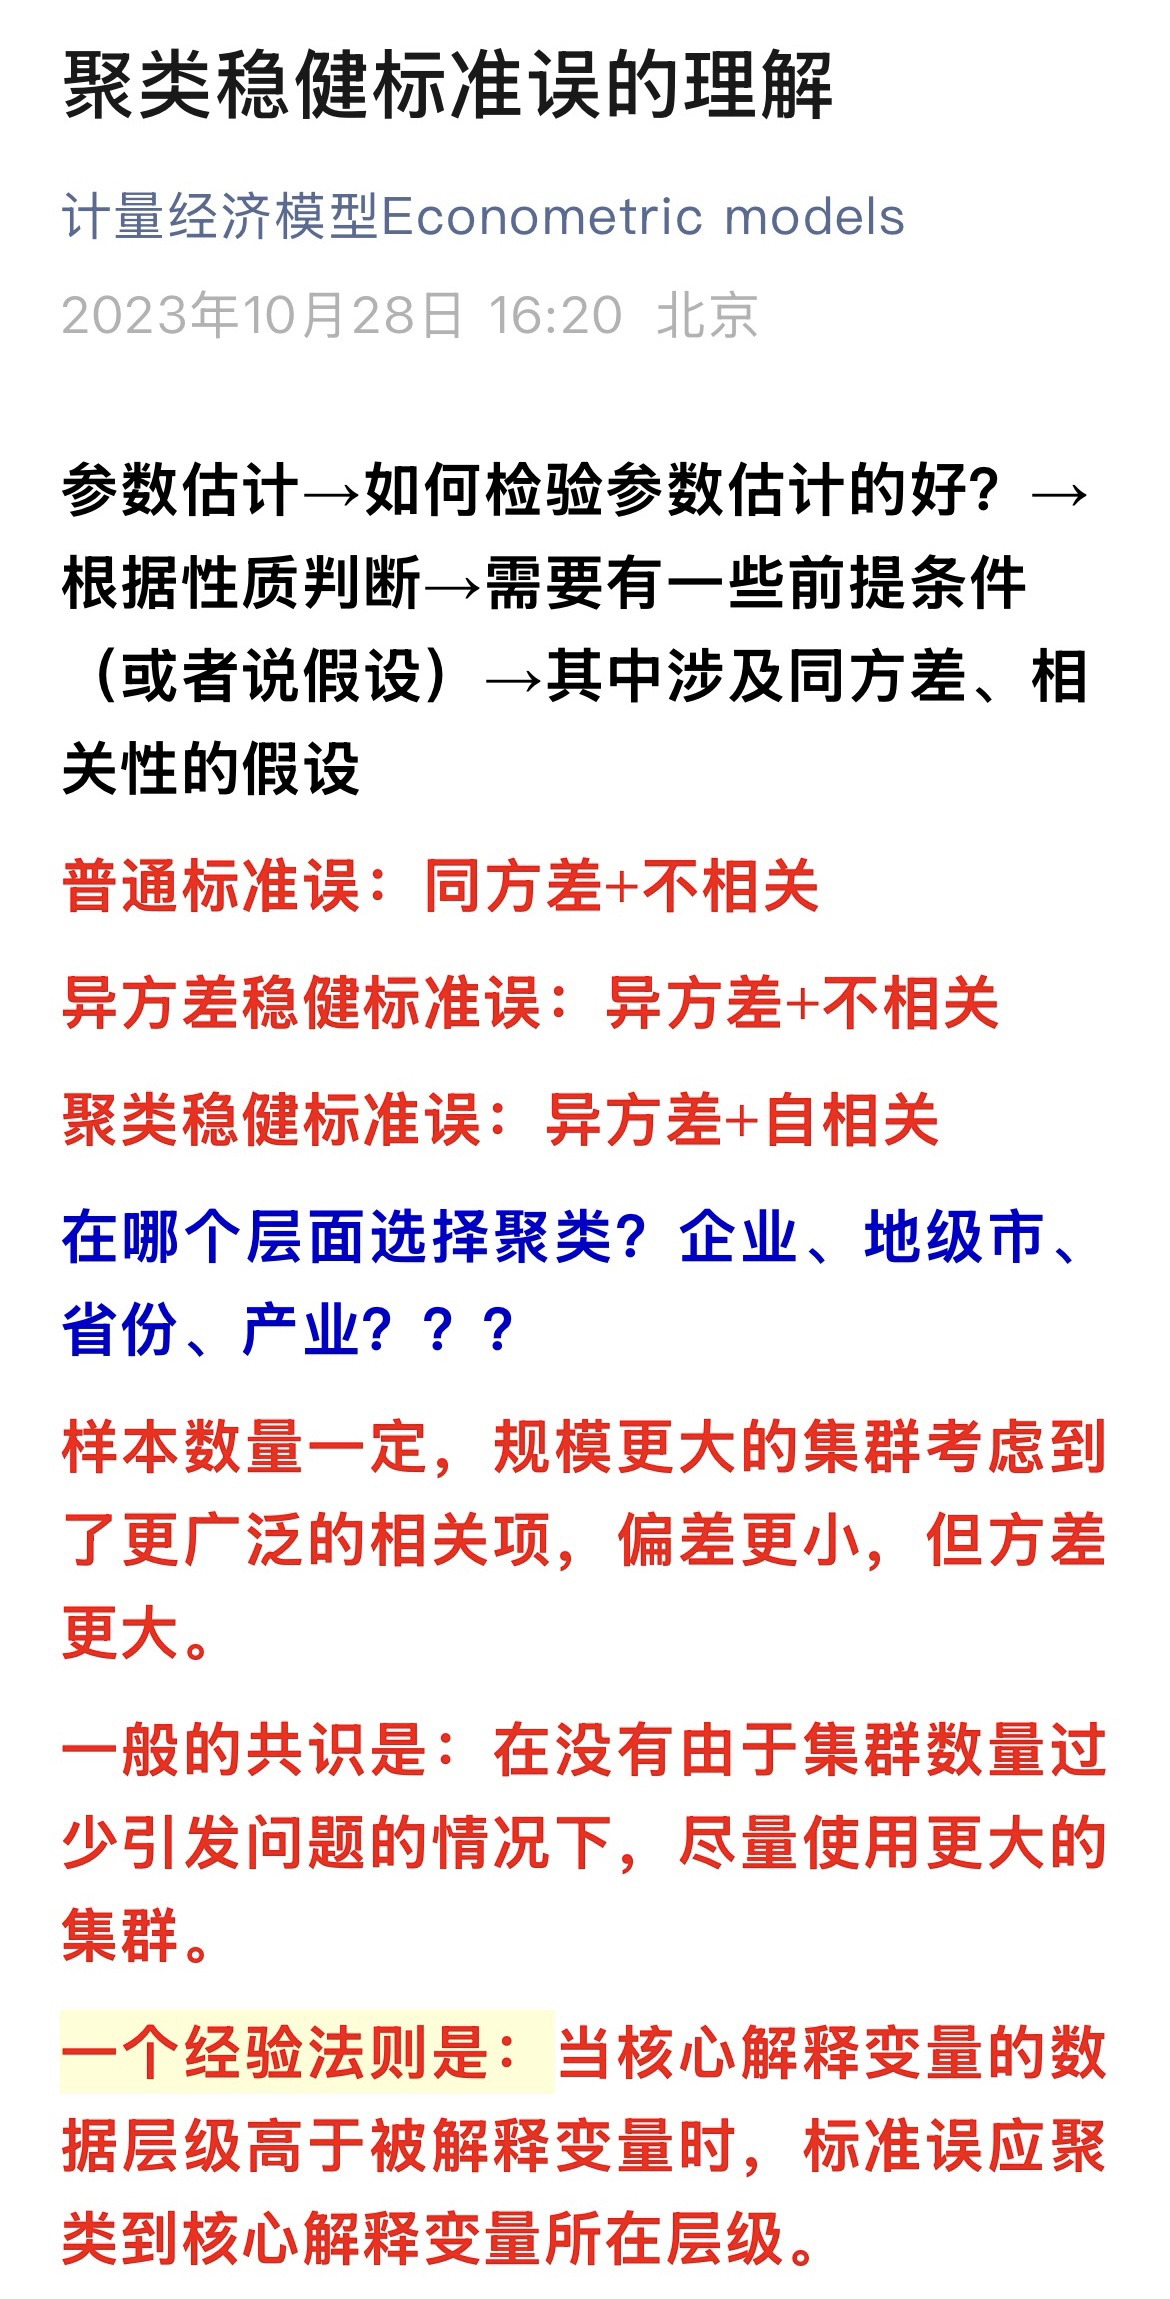 聚类稳健标准误的理解
计量经济模型Econometric models
2023年10月28日 16:20 北京
参数估计→如何检验参数估计的好？→
根据性质判断→需要有一些前提条件
（或者说假设）→其中涉及同方差、相
关性的假设
普通标准误：同方差+不相关
异方差稳健标准误：异方差+不相关
聚类稳健标准误：异方差+自相关
在哪个层面选择聚类？企业、地级市、
省份、产业？？？
样本数量一定，规模更大的集群考虑到
了更广泛的相关项，偏差更小，但方差
更大。
一般的共识是：在没有由于集群数量过
少引发问题的情况下，尽量使用更大的
集群。
一个经验法则是：当核心解释变量的数
据层级高于被解释变量时，标准误应聚
类到核心解释变量所在层级。